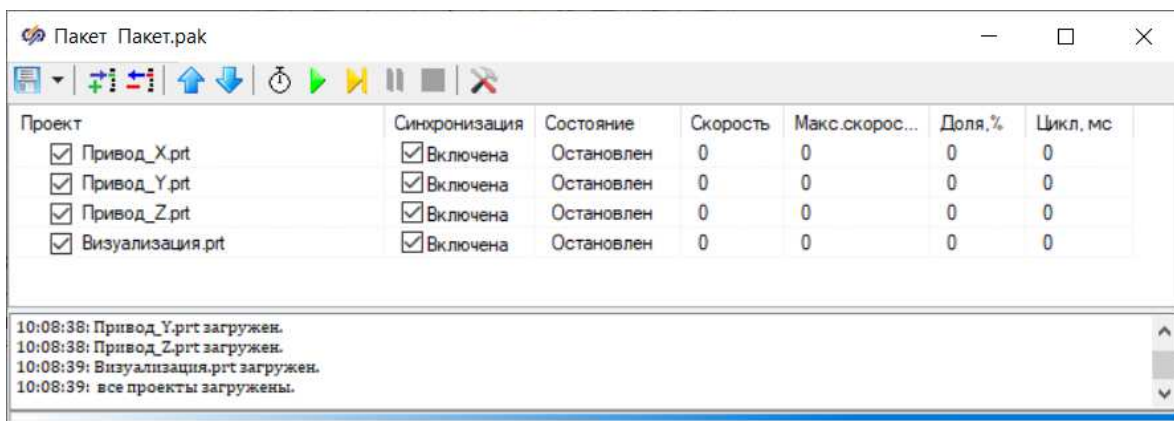 Пакет Пакет.pak
Проект Синхронизация Состояние Скорость Макс.скорос... Доля,% Цикл, мс
Привод_X.prt Включена Остановлен 0 0 0 0
Привод_Y.prt Включена Остановлен 0 0 0 0
Привод_Z.prt Включена Остановлен 0 0 0 0
Визуализация.prt Включена Остановлен 0 0 0 0
10:08:38: Привод_Y.prt загружен.
10:08:38: Привод_Z.prt загружен.
10:08:39: Визуализация.prt загружен.
10:08:39: все проекты загружены.